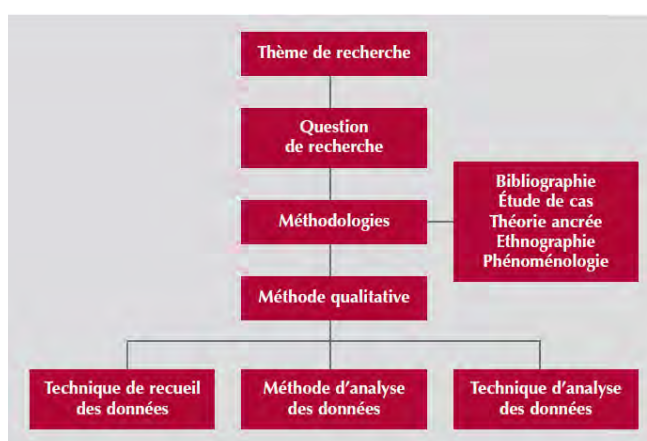 Thème de recherche
Question
de recherche
Méthodologies
Bibliographie
Étude de cas
Théorie ancrée
Ethnographie
Phénoménologie
Méthode qualitative
Technique de recueil
des données
Méthode d'analyse
des données
Technique d'analyse
des données